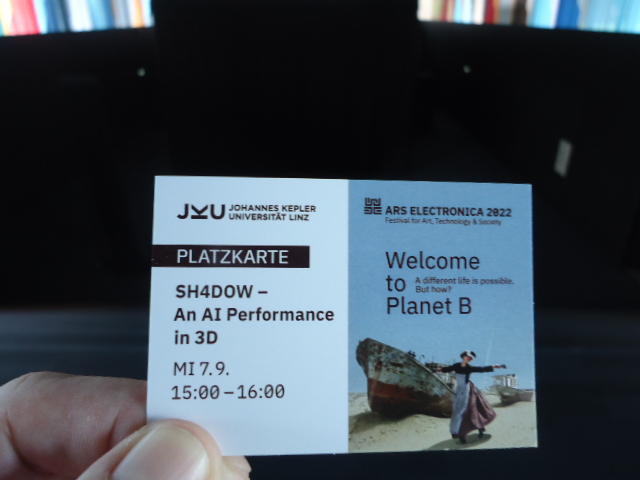 JKU JOHANNES KEPLER
UNIVERSITÄT LINZ
PLATZKARTE
SH4DOW –
An AI Performance
in 3D
MI 7.9.
15:00 – 16:00
ARS ELECTRONICA 2022
Festival for Art, Technology & Society
Welcome
to
Planet B
A different life is possible.
But how?